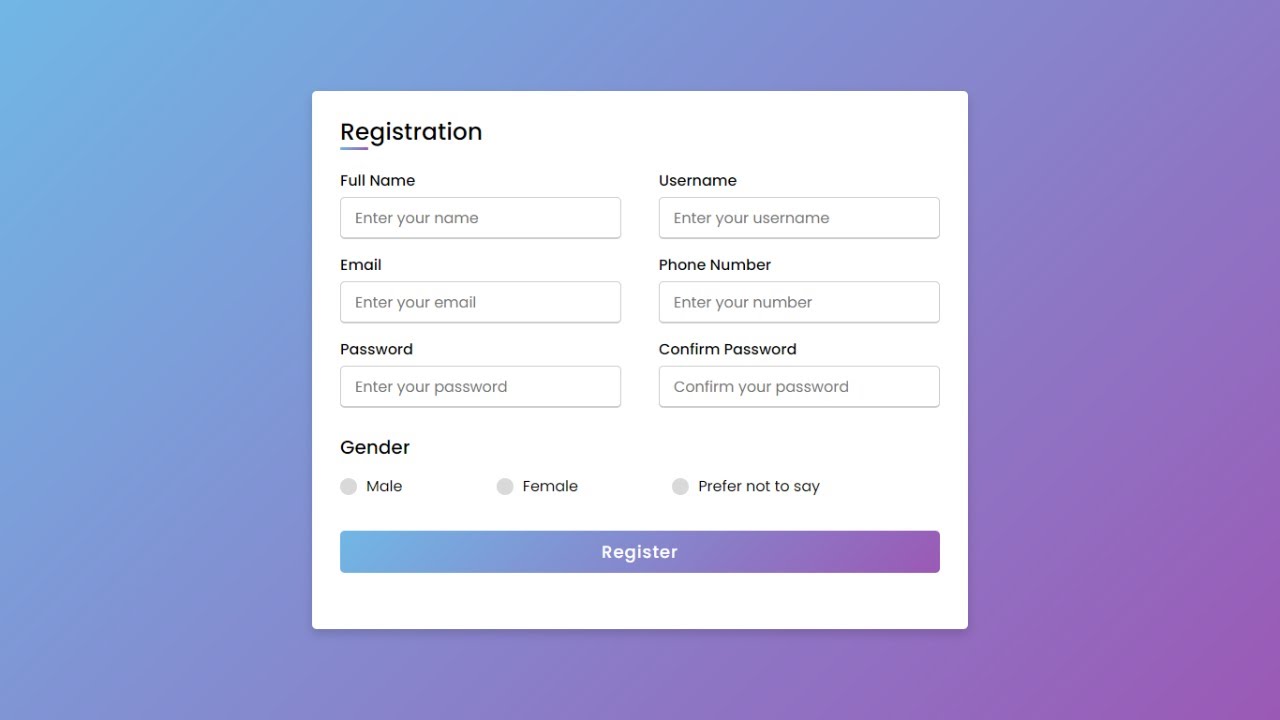 Registration
Full Name
Username
Enter your name
Enter your username
Email
Phone Number
Enter your email
Enter your number
Password
Confirm Password
Enter your password
Confirm your password
Gender
Male
Female
Prefer not to say
Register